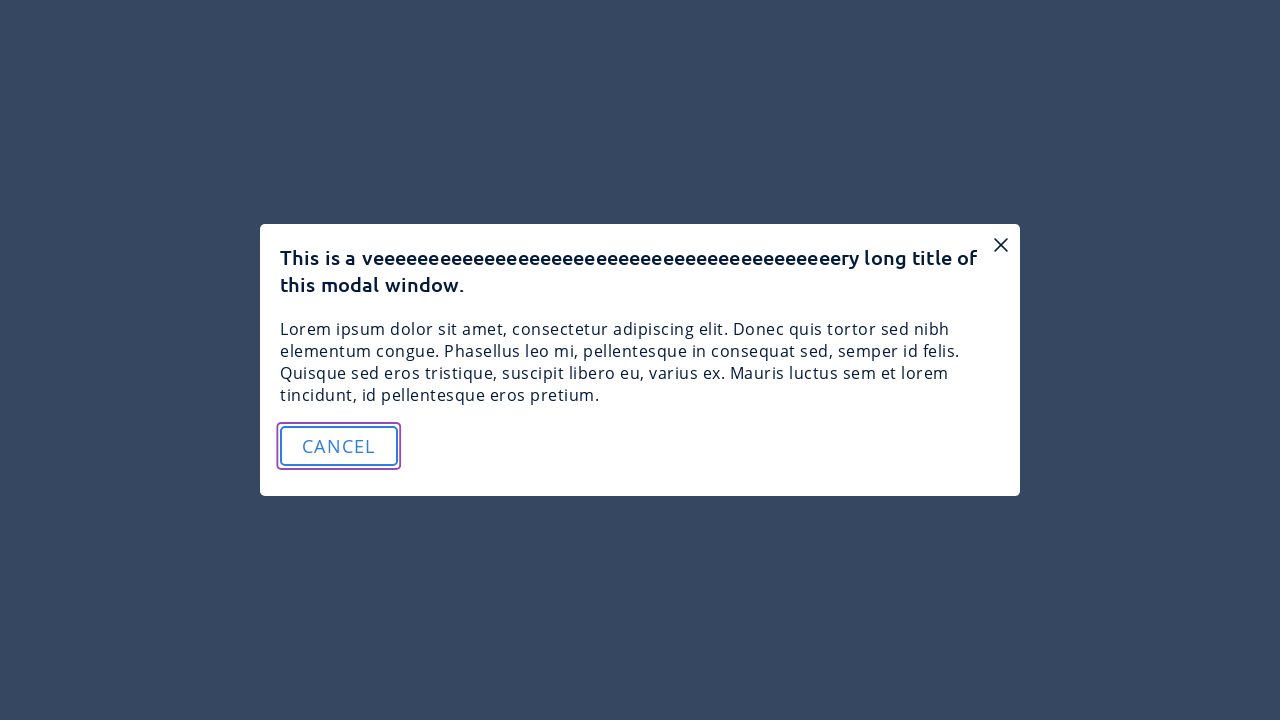 This is a veeeeeeeeeeeeeeeeeeeeeeeeeeeeeeeeeeeeeeeeeery long title of
this modal window.
Lorem ipsum dolor sit amet, consectetur adipiscing elit. Donec quis tortor sed nibh
elementum congue. Phasellus leo mi, pellentesque in consequat sed, semper id felis.
Quisque sed eros tristique, suscipit libero eu, varius ex. Mauris luctus sem et lorem
tincidunt, id pellentesque eros pretium.
CANCEL